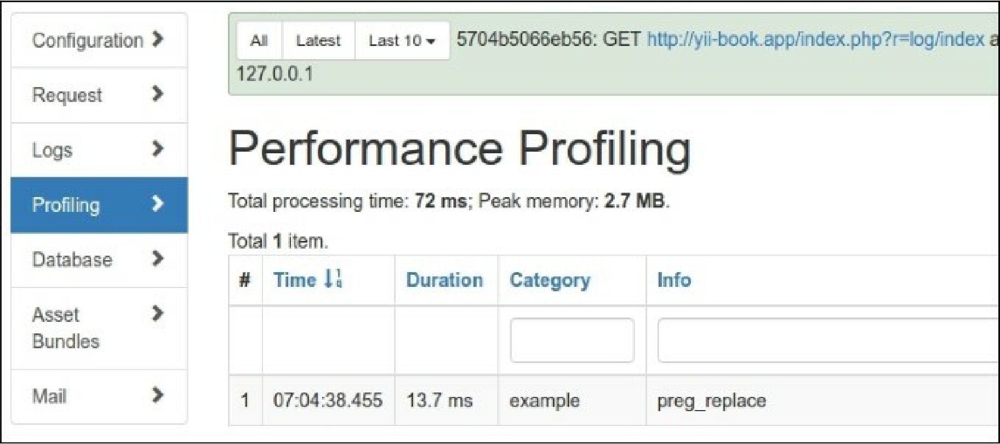 Configuration
Request
Logs
Profiling
Database
Asset
Bundles
Mail
All Latest Last 10 5704b5066eb56: GET http://yii-book.app/index.php?r=log/index a
127.0.0.1
Performance Profiling
Total processing time: 72 ms; Peak memory: 2.7 MB.
Total 1 item.
# Time Duration Category Info
1 07:04:38.455 13.7 ms example preg_replace